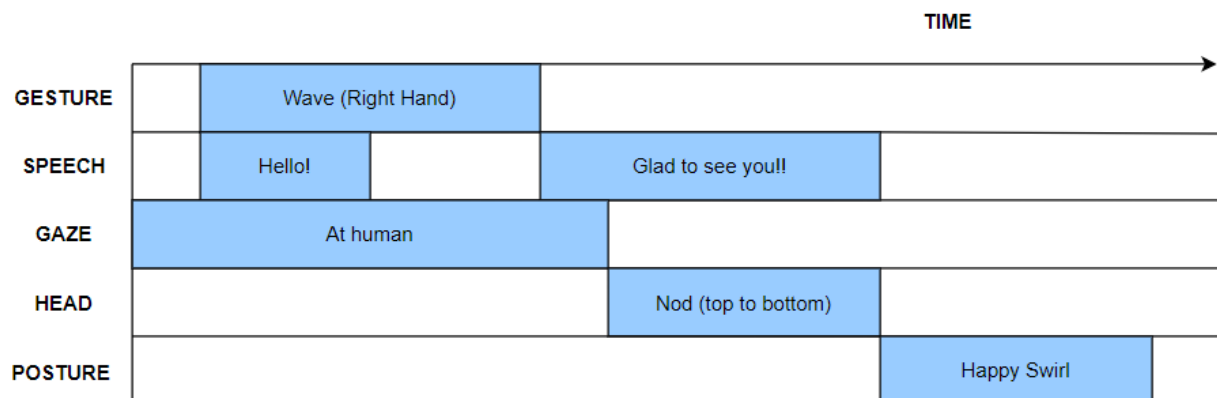 TIME
GESTURE Wave (Right Hand)
SPEECH Hello! Glad to see you!!
GAZE At human
HEAD Nod (top to bottom)
POSTURE Happy Swirl